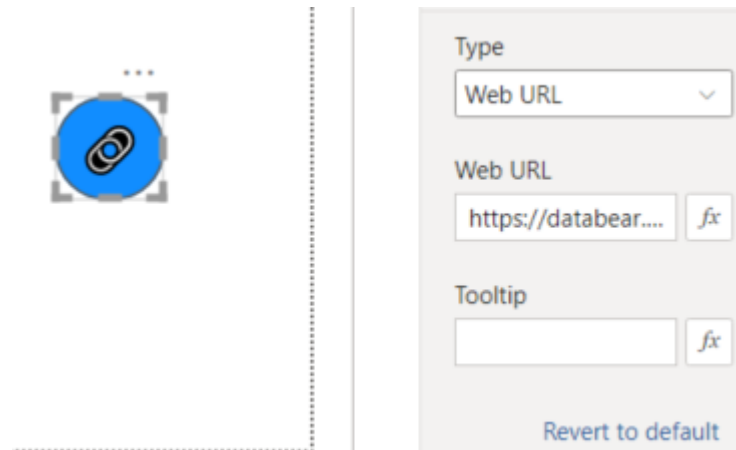 Type
Web URL
Web URL
https://databear.... fx
Tooltip
fx
Revert to default